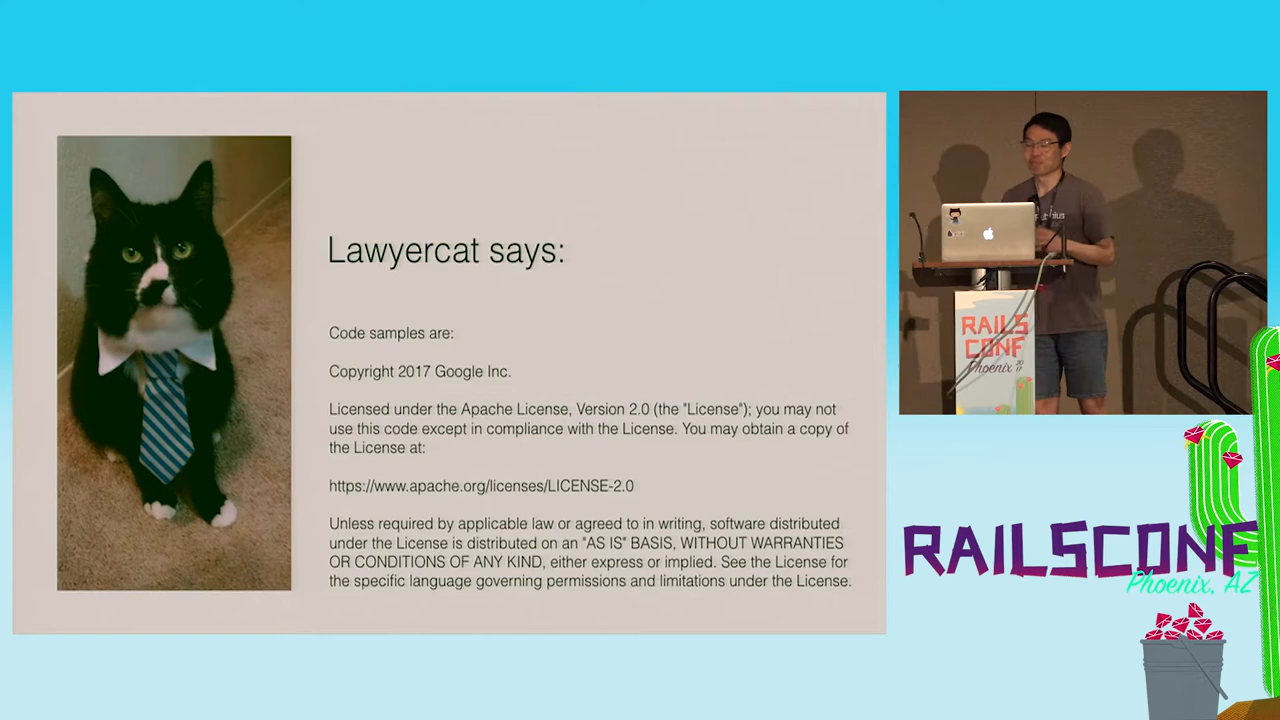 Lawyercat says:
Code samples are:
Copyright 2017 Google Inc.
Licensed under the Apache License, Version 2.0 (the "License"); you may not
use this code except in compliance with the License. You may obtain a copy of
the License at:
https://www.apache.org/licenses/LICENSE-2.0
Unless required by applicable law or agreed to in writing, software distributed
under the License is distributed on an "AS IS" BASIS, WITHOUT WARRANTIES
OR CONDITIONS OF ANY KIND, either express or implied. See the License for
the specific language governing permissions and limitations under the License.
RAILS
CONF
Phoenix 2017
RAILSCONF
Phoenix, AZ